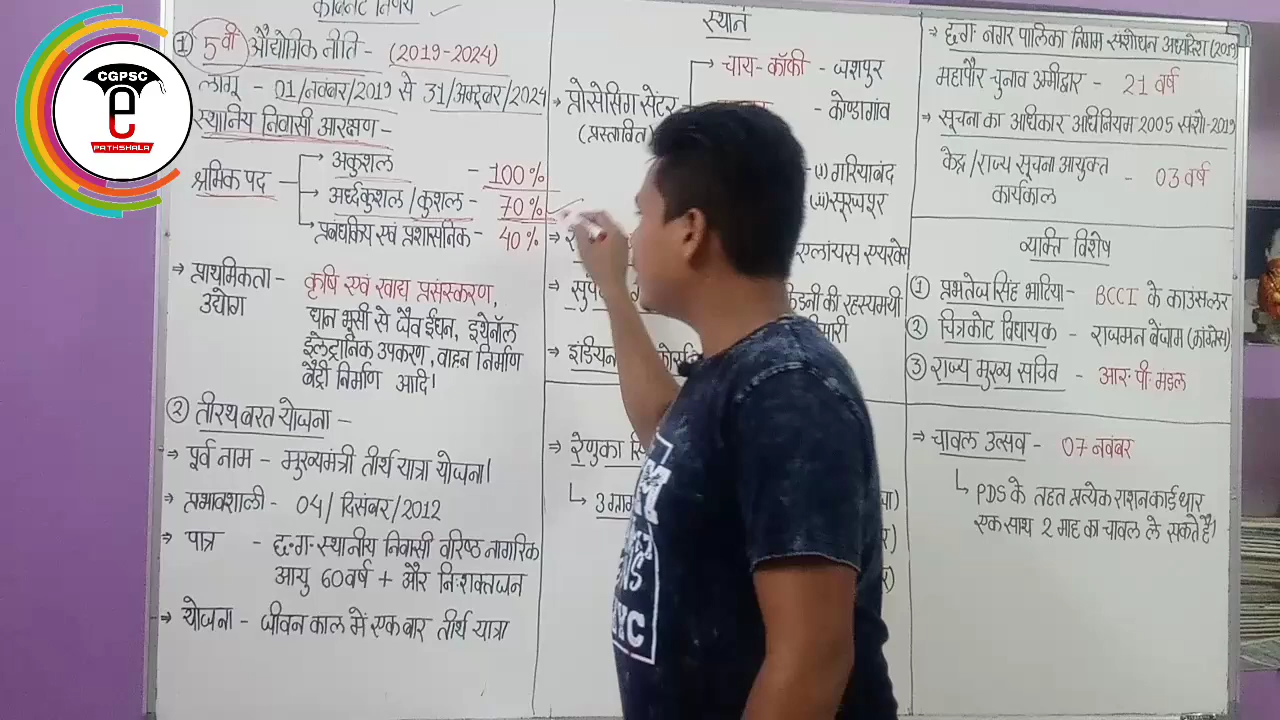 CGPSC
e
PATHSHALA
① 5वी औद्योगिक नीति - (2019-2024)
लागू - 01/नवंबर/2019 से 31/अक्टूबर/2024
स्थानिय निवासी आरक्षण -
श्रमिक पद
अकुशल - 100%
अर्द्धकुशल / कुशल - 70%
प्रबंधकिय एवं प्रशासनिक - 40%
⇒ प्राथमिकता - कृषि एवं खाद्य प्रसंस्करण,
उद्योग धान भूसी से जैव ईंधन, इथेनॉल
इलेक्ट्रानिक उपकरण, वाहन निर्माण
बैट्री निर्माण आदि।
② तीरथ बरत योजना -
⇒ पूर्व नाम - मुख्यमंत्री तीर्थ यात्रा योजना।
⇒ प्रभावशाली - 04/दिसंबर/2012
⇒ पात्र - छ.ग. स्थानीय निवासी वरिष्ठ नागरिक
आयु 60 वर्ष + और निःशक्तजन
⇒ योजना - जीवन काल में एक बार तीर्थ यात्रा
स्थान
⇒ प्रोसेसिंग सेंटर
(प्रस्तावित)
चाय-कॉफी - जशपुर
- कोण्डागांव
- (i) गरियाबंद
(ii) सूरजपुर
एलांयस एयरवेस
⇒
किडनी की रहस्यमयी
⇒ इंडियन
⇒ रेणुका
⇒ छ.ग. नगर पालिका निगम संशोधन अध्यादेश (2019)
महापौर चुनाव उम्मीद्वार - 21 वर्ष
⇒ सूचना का अधिकार अधिनियम 2005 संशो.-2019
केंद्र/राज्य सूचना आयुक्त - 03 वर्ष
कार्यकाल
व्यक्ति विशेष
① प्रभतेज सिंह भाटिया - BCCI के काउंसलर
② चित्रकोट विधायक - राजमन बेंजाम (कांग्रेस)
③ राज्य मुख्य सचिव - आर. पी. मंडल
⇒ चावल उत्सव - 07 नवंबर
PDS के तहत प्रत्येक राशनकार्ड धार
एक साथ 2 माह का चावल ले सकते है।